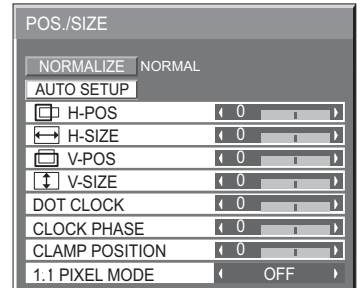 POS./SIZE
NORMALIZE NORMAL
AUTO SETUP
H-POS 0
H-SIZE 0
V-POS 0
V-SIZE 0
DOT CLOCK 0
CLOCK PHASE 0
CLAMP POSITION 0
1:1 PIXEL MODE OFF